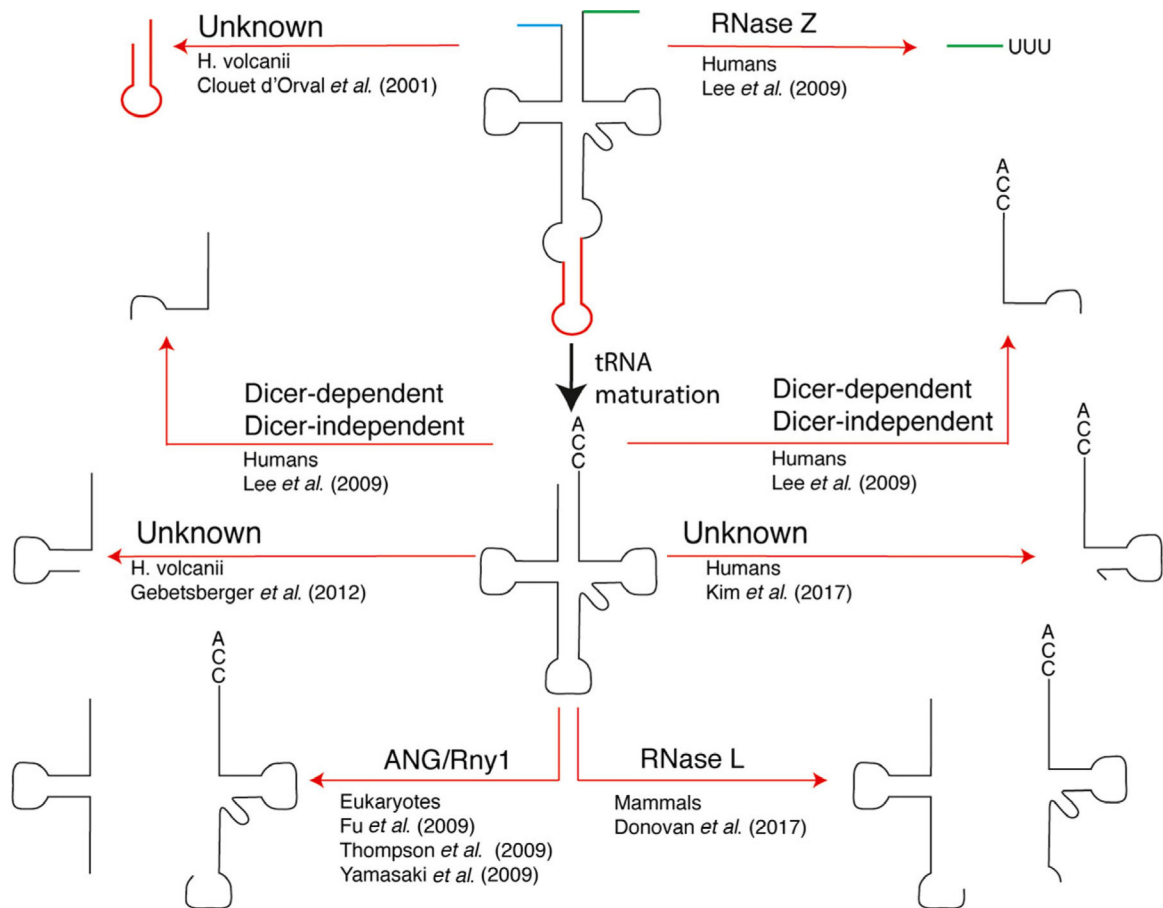 Unknown
H. volcanii
Clouet d'Orval et al. (2001)
RNase Z
Humans
Lee et al. (2009)
UUU
A
C
C
tRNA
maturation
Dicer-dependent
Dicer-independent
Humans
Lee et al. (2009)
A
C
C
Dicer-dependent
Dicer-independent
Humans
Lee et al. (2009)
A
C
C
Unknown
H. volcanii
Gebetsberger et al. (2012)
Unknown
Humans
Kim et al. (2017)
A
C
C
A
C
C
ANG/Rny1
Eukaryotes
Fu et al. (2009)
Thompson et al. (2009)
Yamasaki et al. (2009)
RNase L
Mammals
Donovan et al. (2017)